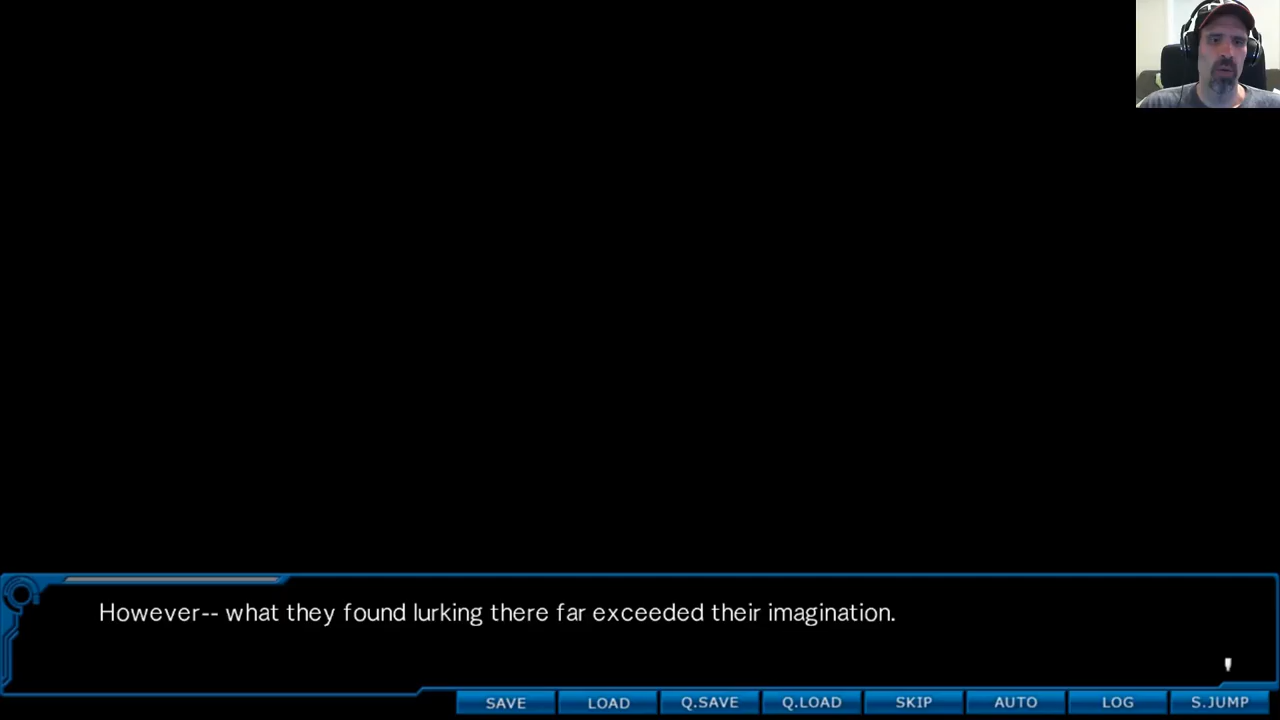 However-- what they found lurking there far exceeded their imagination.
SAVE LOAD Q.SAVE Q.LOAD SKIP AUTO LOG S.JUMP